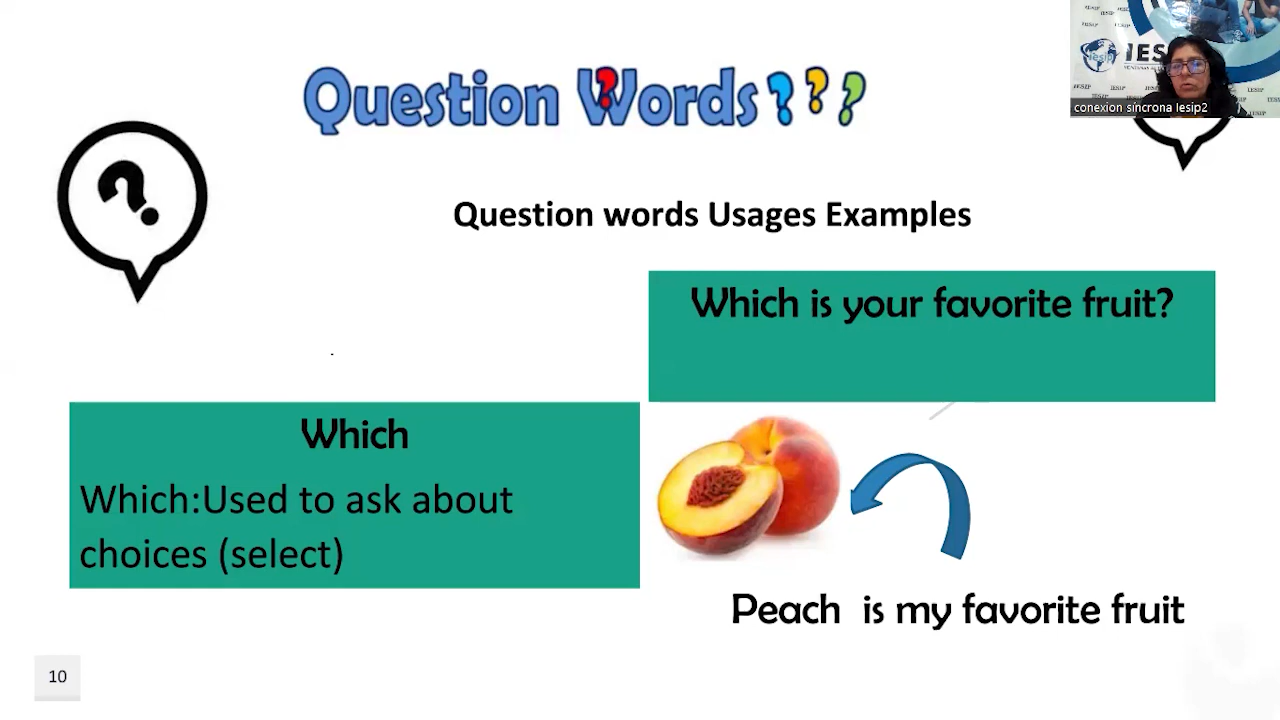 Question Words???
IESIP
conexion sincrona Iesip2
?
Question words Usages Examples
Which is your favorite fruit?
Which
Which:Used to ask about
choices (select)
Peach is my favorite fruit
10